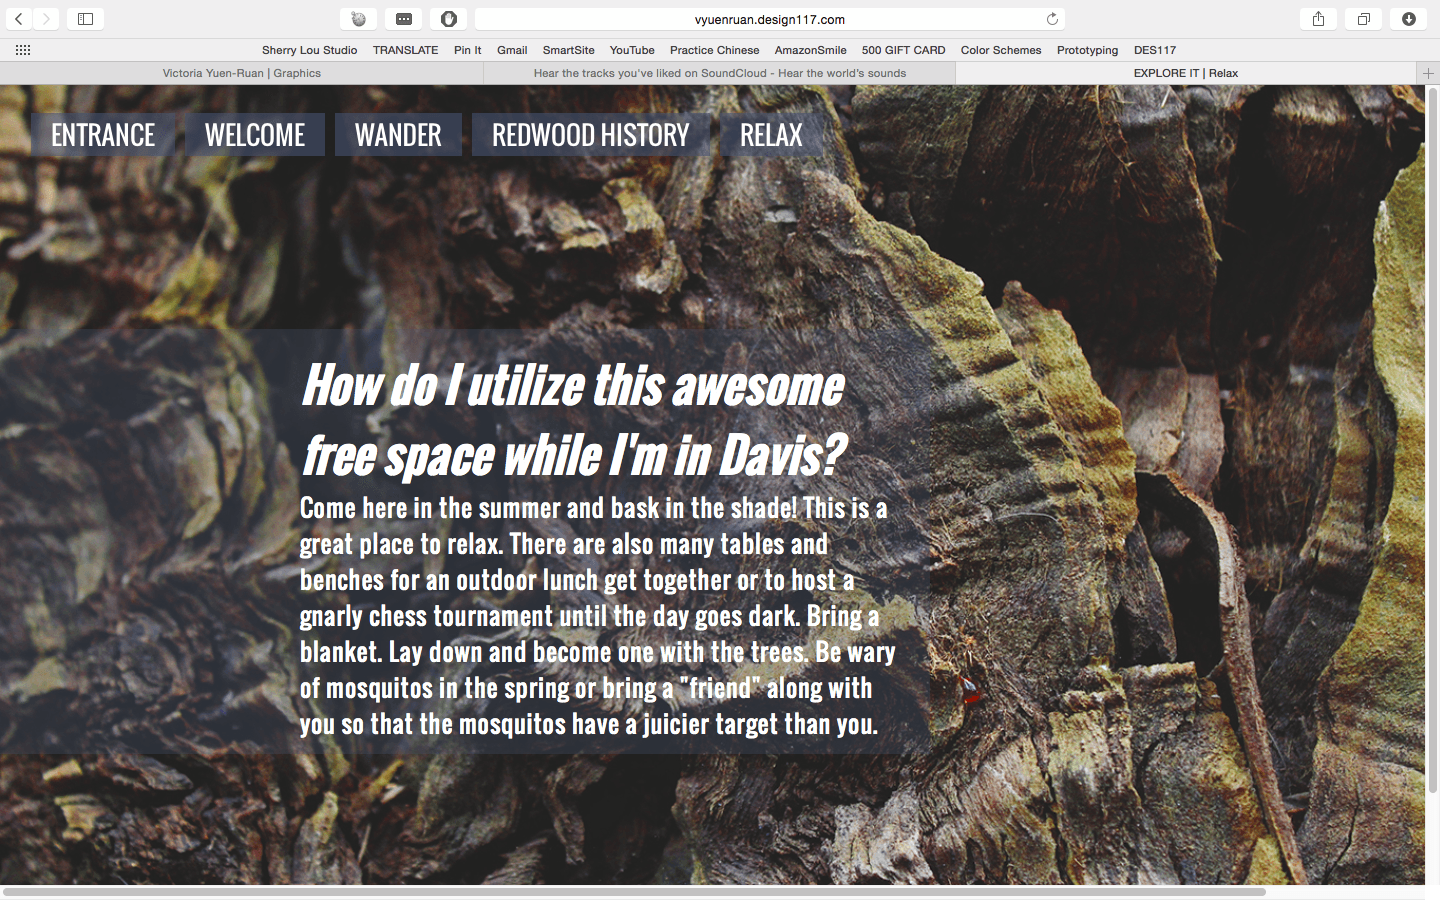 vyuenruan.design117.com
Sherry Lou Studio TRANSLATE Pin It Gmail SmartSite YouTube Practice Chinese AmazonSmile 500 GIFT CARD Color Schemes Prototyping DES117
Victoria Yuen-Ruan | Graphics Hear the tracks you've liked on SoundCloud - Hear the world's sounds EXPLORE IT | Relax
ENTRANCE WELCOME WANDER REDWOOD HISTORY RELAX
How do I utilize this awesome
free space while I'm in Davis?
Come here in the summer and bask in the shade! This is a
great place to relax. There are also many tables and
benches for an outdoor lunch get together or to host a
gnarly chess tournament until the day goes dark. Bring a
blanket. Lay down and become one with the trees. Be wary
of mosquitos in the spring or bring a "friend" along with
you so that the mosquitos have a juicier target than you.